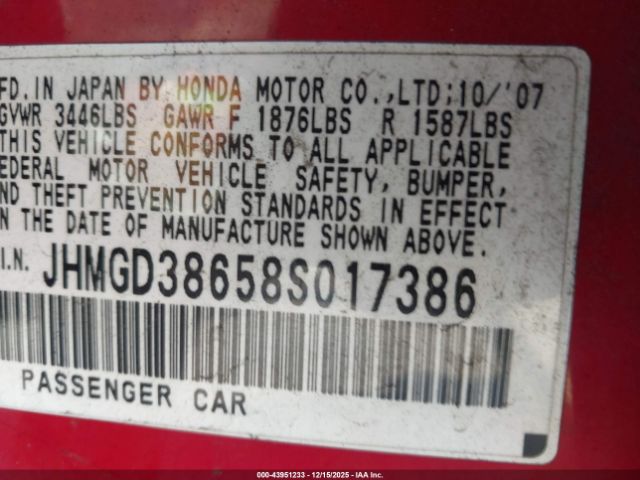 FD. IN JAPAN BY HONDA MOTOR CO.,LTD; 10/'07
GVWR 3446LBS GAWR F 1876LBS R 1587LBS
THIS VEHICLE CONFORMS TO ALL APPLICABLE
EDERAL MOTOR VEHICLE SAFETY, BUMPER,
ND THEFT PREVENTION STANDARDS IN EFFECT
N THE DATE OF MANUFACTURE SHOWN ABOVE.
I.N. JHMGD38658S017386
PASSENGER CAR
000-43951233 - 12/15/2025 - IAA Inc.